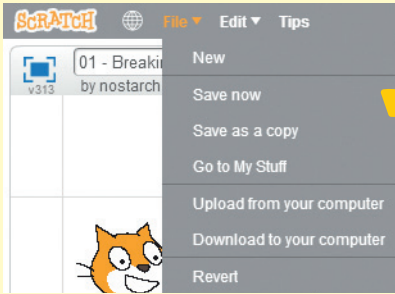 SCRATCH File Edit Tips
01 - Breaki
v313 by nostarch
New
Save now
Save as a copy
Go to My Stuff
Upload from your computer
Download to your computer
Revert